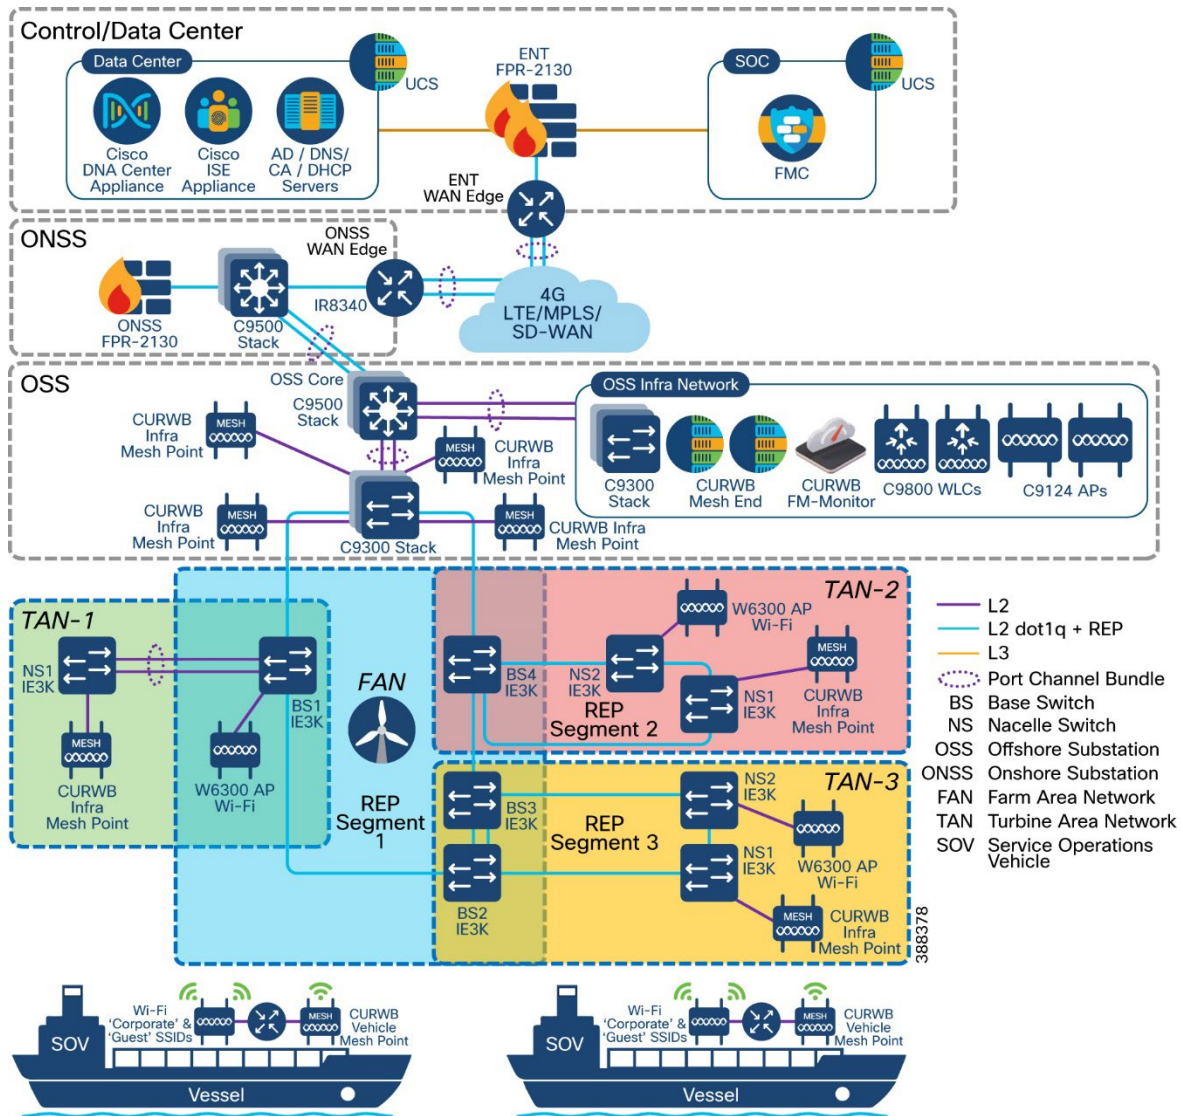 Control/Data Center
Data Center
UCS
Cisco
DNA Center
Appliance
Cisco
ISE
Appliance
AD / DNS/
CA / DHCP
Servers
ENT
FPR-2130
SOC
UCS
FMC
ENT
WAN Edge
ONSS
ONSS
WAN Edge
ONSS
FPR-2130
C9500
Stack
IR8340
4G
LTE/MPLS/
SD-WAN
OSS
OSS Core
C9500
Stack
CURWB
Infra
Mesh Point
MESH
MESH
CURWB
Infra
Mesh Point
CURWB
Infra
Mesh Point
MESH
C9300 Stack
MESH
CURWB Infra
Mesh Point
OSS Infra Network
C9300
Stack
CURWB
Mesh End
CURWB
FM-Monitor
C9800 WLCs
C9124 APs
TAN-1
NS1
IE3K
BS1
IE3K
MESH
CURWB
Infra
Mesh Point
W6300 AP
Wi-Fi
FAN
REP
Segment
1
TAN-2
W6300 AP
Wi-Fi
BS4
IE3K
NS2
IE3K
NS1
IE3K
MESH
CURWB
Infra
Mesh Point
REP
Segment 2
TAN-3
BS3
IE3K
NS2
IE3K
REP
Segment 3
NS1
IE3K
W6300 AP
Wi-Fi
BS2
IE3K
MESH
CURWB
Infra
Mesh Point
L2
L2 dot1q + REP
L3
Port Channel Bundle
BS Base Switch
NS Nacelle Switch
OSS Offshore Substation
ONSS Onshore Substation
FAN Farm Area Network
TAN Turbine Area Network
SOV Service Operations
Vehicle
388378
SOV
Wi-Fi
'Corporate' &
'Guest' SSIDs
MESH
CURWB
Vehicle
Mesh Point
Vessel
SOV
Wi-Fi
'Corporate' &
'Guest' SSIDs
MESH
CURWB
Vehicle
Mesh Point
Vessel